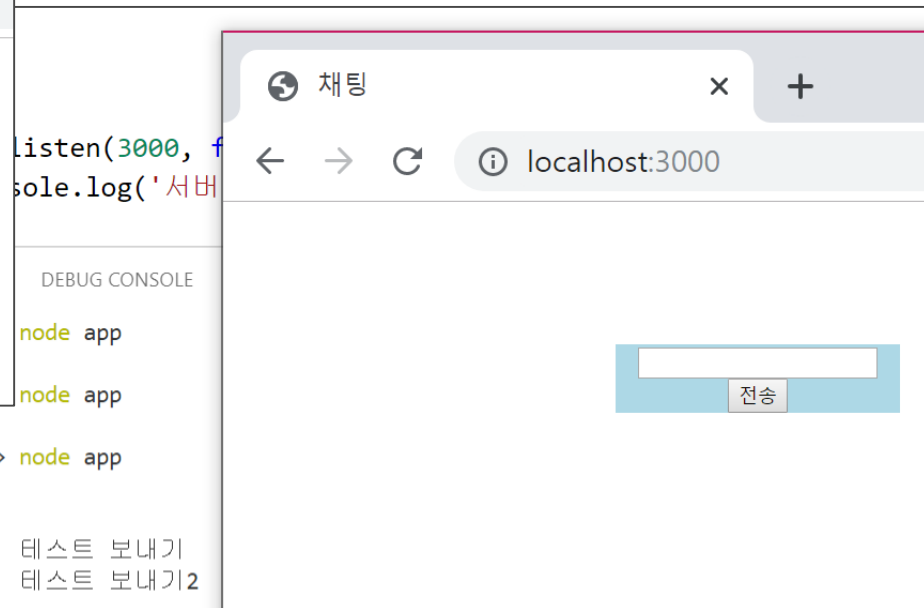 채팅
localhost:3000
listen(3000, f
sole.log('서버
DEBUG CONSOLE
node app
node app
node app
테스트 보내기
테스트 보내기2
전송